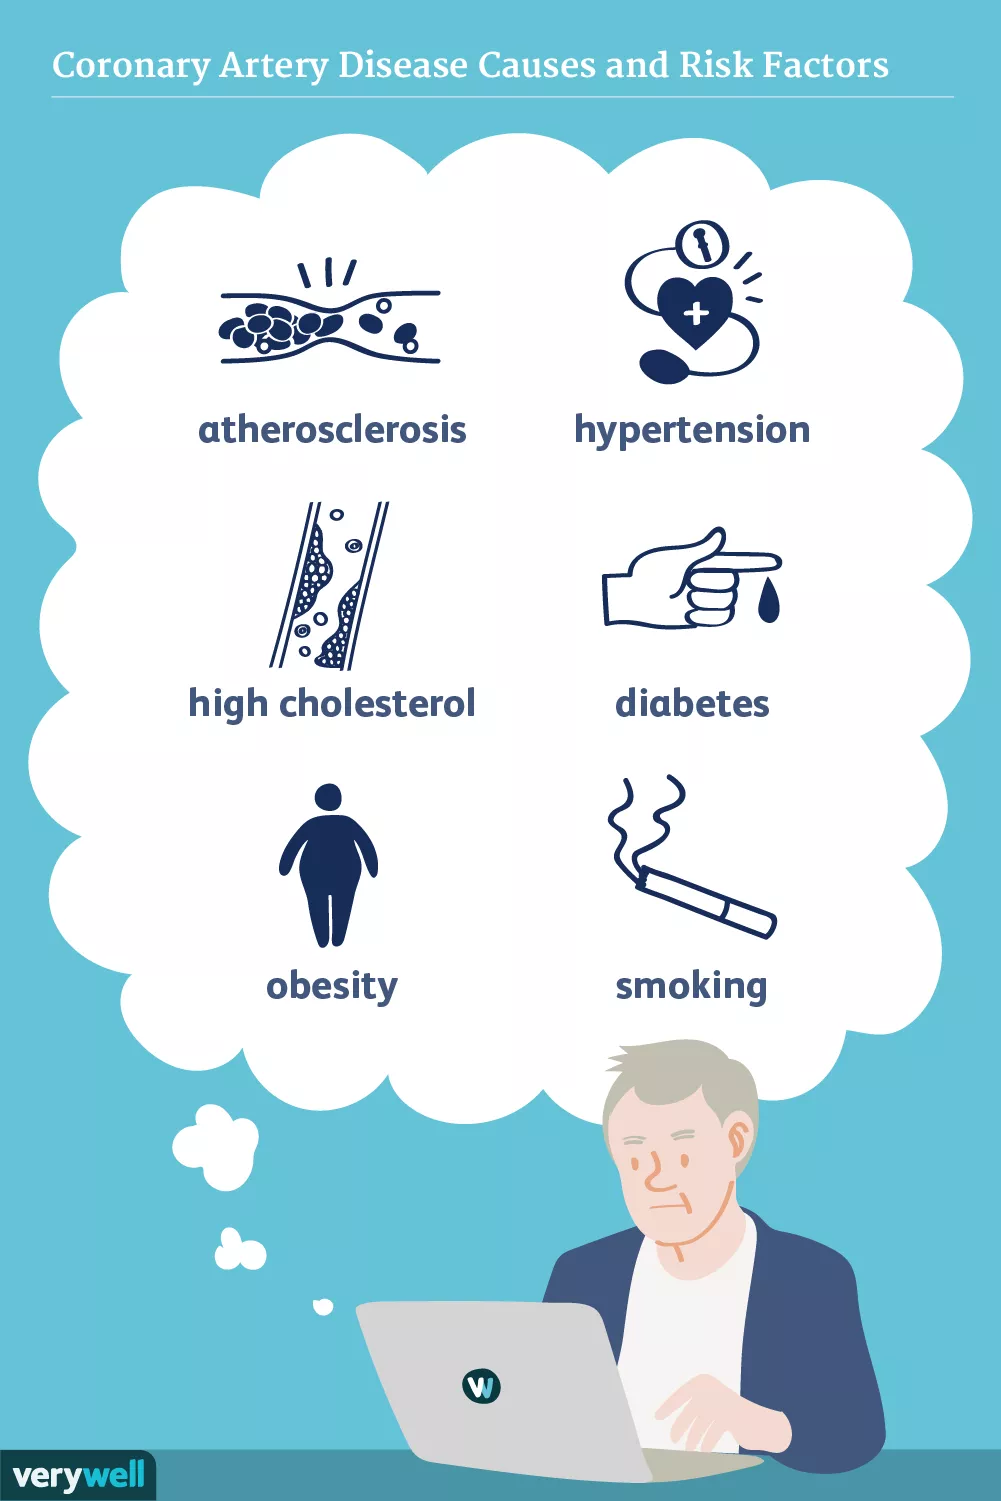 Coronary Artery Disease Causes and Risk Factors
atherosclerosis
hypertension
high cholesterol
diabetes
obesity
smoking
W
verywell